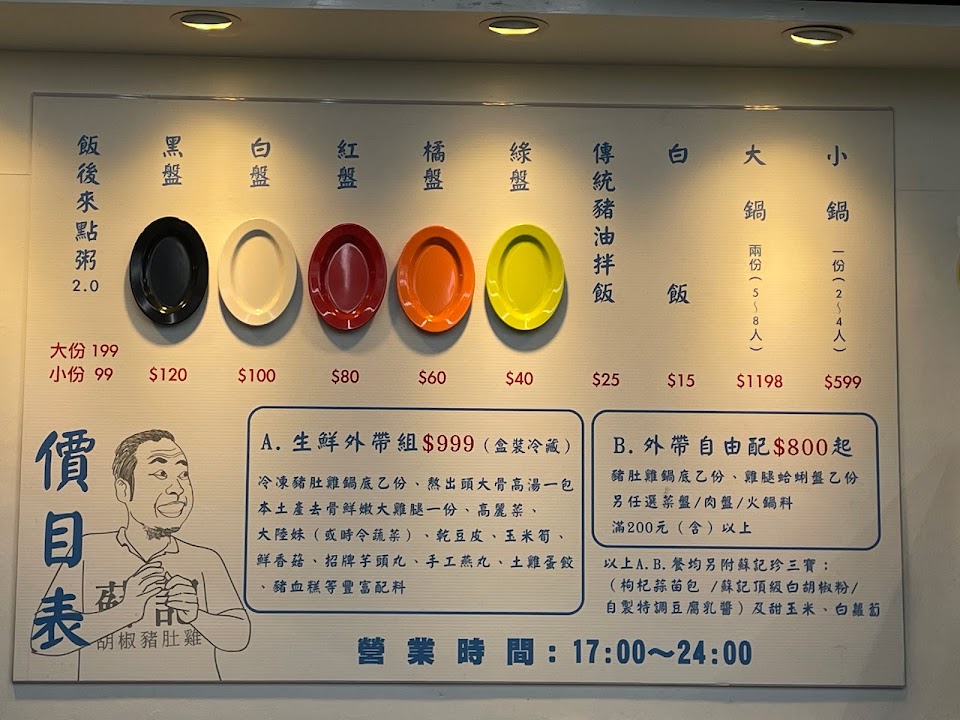 小鍋 一份(2~4人) $599
大鍋 兩份(5~8人) $1198
白飯 $15
傳統豬油拌飯 $25
綠盤 $40
橘盤 $60
紅盤 $80
白盤 $100
黑盤 $120
飯後來點粥2.0
大份 199
小份 99
價目表
蘇記
胡椒豬肚雞
A.生鮮外帶組$999(盒裝冷藏)
冷凍豬肚雞鍋底乙份、熬出頭大骨高湯一包
本土產去骨鮮嫩大雞腿一份、高麗菜、
大陸妹(或時令蔬菜)、乾豆皮、玉米筍、
鮮香菇、招牌芋頭丸、手工燕丸、土雞蛋餃
、豬血糕等豐富配料
B.外帶自由配$800起
豬肚雞鍋底乙份、雞腿蛤蜊盤乙份
另任選菜盤/肉盤/火鍋料
滿200元(含)以上
以上A.B.餐均另附蘇記珍三寶:
(枸杞蒜苗包 /蘇記頂級白胡椒粉/
自製特調豆腐乳醬)及甜玉米、白蘿蔔
營業時間:17:00~24:00